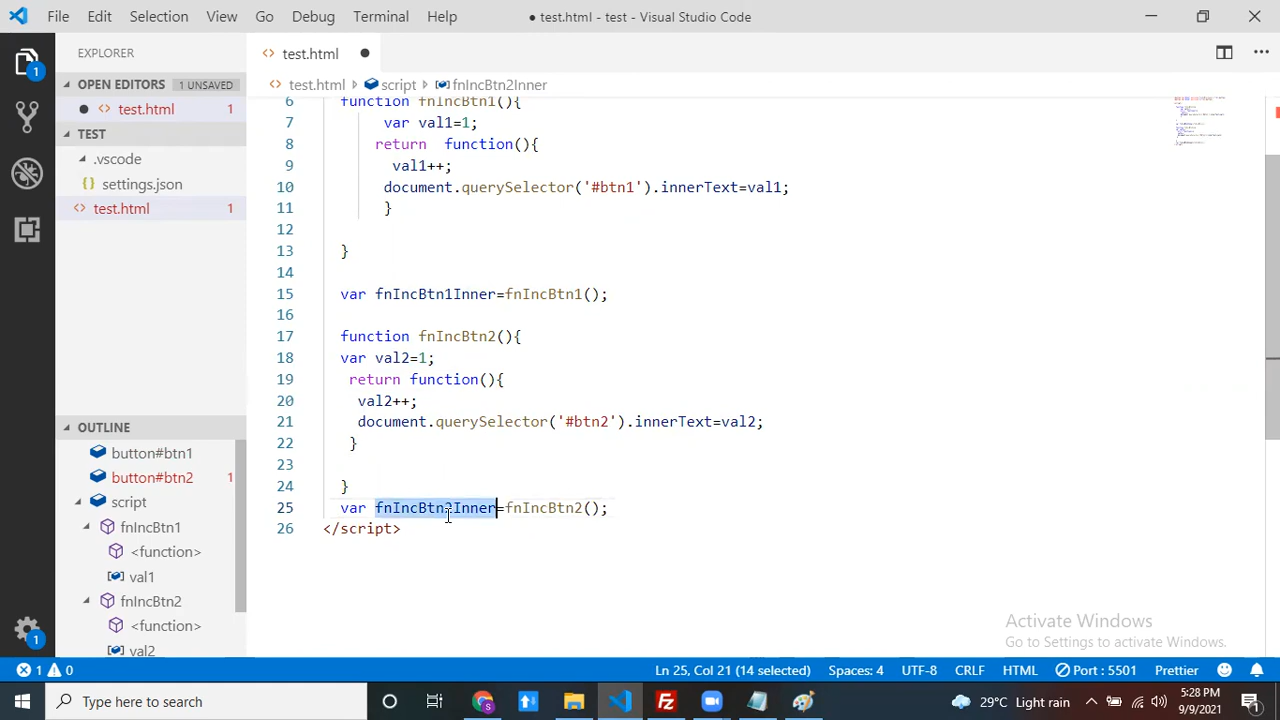 File Edit Selection View Go Debug Terminal Help
● test.html - test - Visual Studio Code
EXPLORER
test.html
OPEN EDITORS 1 UNSAVED
test.html > script > fnIncBtn2Inner
test.html 1
TEST
.vscode
settings.json
test.html 1
6 function fnIncBtn1(){
7 var val1=1;
8 return function(){
9 val1++;
10 document.querySelector('#btn1').innerText=val1;
11 }
12
13 }
14
15 var fnIncBtn1Inner=fnIncBtn1();
16
17 function fnIncBtn2(){
18 var val2=1;
19 return function(){
20 val2++;
21 document.querySelector('#btn2').innerText=val2;
22 }
23
24 }
25 var fnIncBtn2Inner=fnIncBtn2();
26 </script>
OUTLINE
button#btn1
button#btn2 1
script
fnIncBtn1
<function>
val1
fnIncBtn2
<function>
val2
Activate Windows
Go to Settings to activate Windows.
1 0 Ln 25, Col 21 (14 selected) Spaces: 4 UTF-8 CRLF HTML Port : 5501 Prettier
Type here to search
29°C Light rain
5:28 PM
9/9/2021